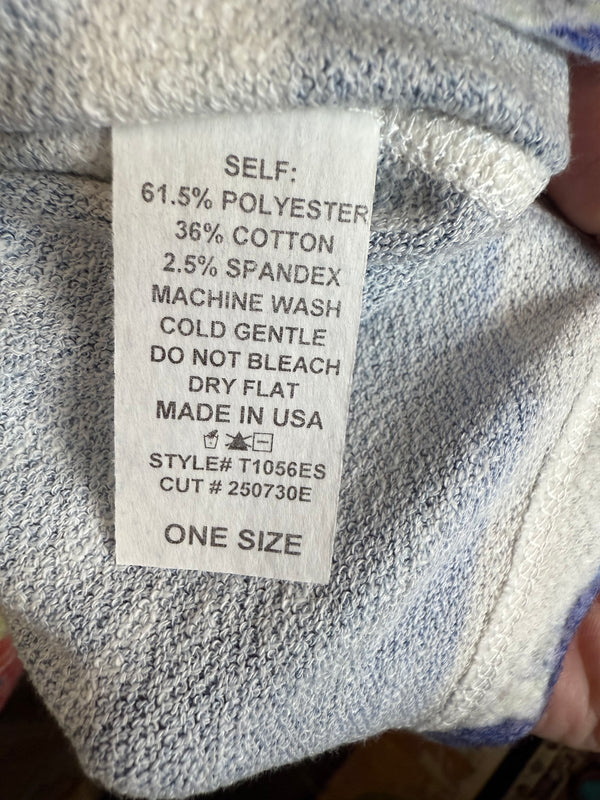 SELF:
61.5% POLYESTER
36% COTTON
2.5% SPANDEX
MACHINE WASH
COLD GENTLE
DO NOT BLEACH
DRY FLAT
MADE IN USA
STYLE# T1056ES
CUT # 250730E
ONE SIZE